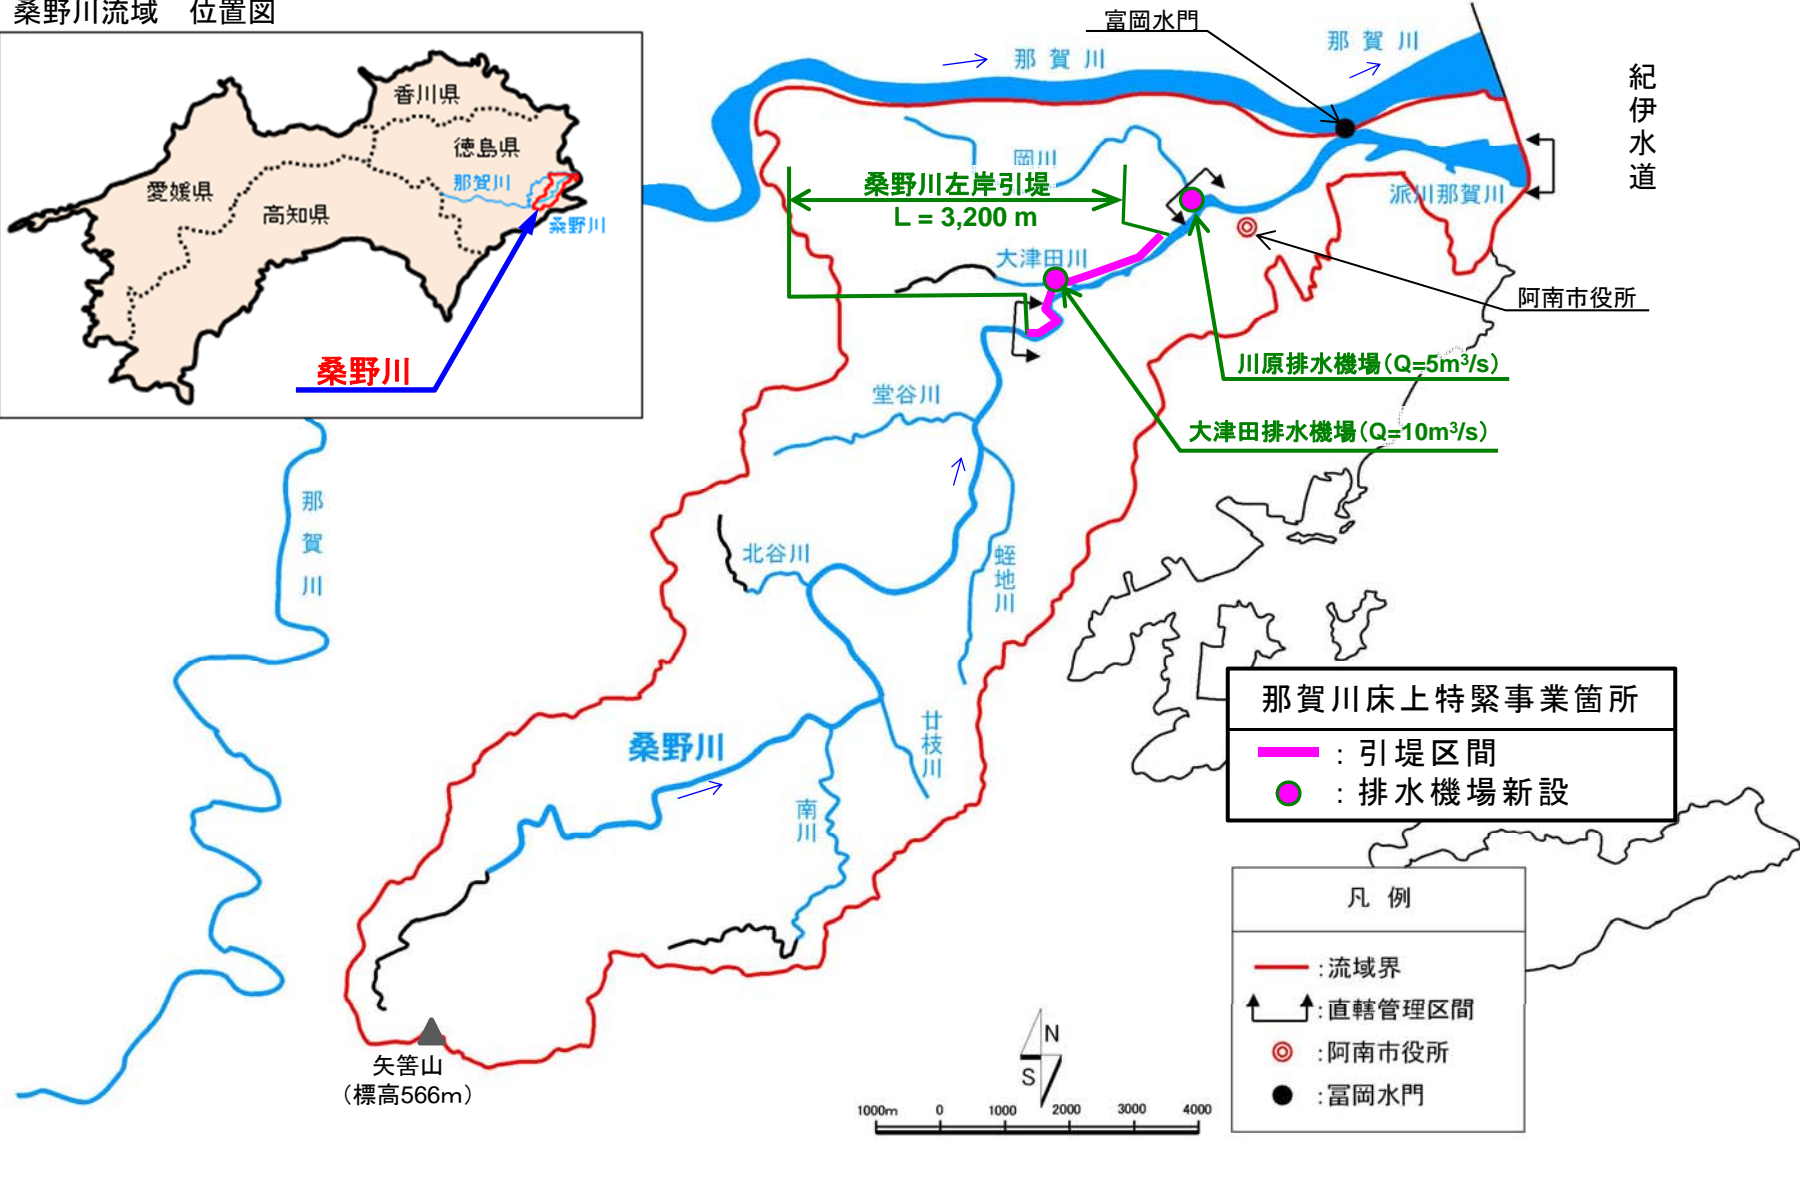 桑野川流域　位置図
香川県
徳島県
愛媛県
高知県
那賀川
桑野川
桑野川
富岡水門
那賀川
那賀川
紀伊水道
岡川
桑野川左岸引堤
L = 3,200 m
派川那賀川
大津田川
阿南市役所
川原排水機場(Q=5m³/s)
大津田排水機場(Q=10m³/s)
堂谷川
那賀川
北谷川
蛭地川
桑野川
廿枝川
南川
矢筈山
(標高566m)
那賀川床上特緊事業箇所
：引堤区間
：排水機場新設
凡 例
：流域界
：直轄管理区間
：阿南市役所
：冨岡水門
N
S
1000m 0 1000 2000 3000 4000